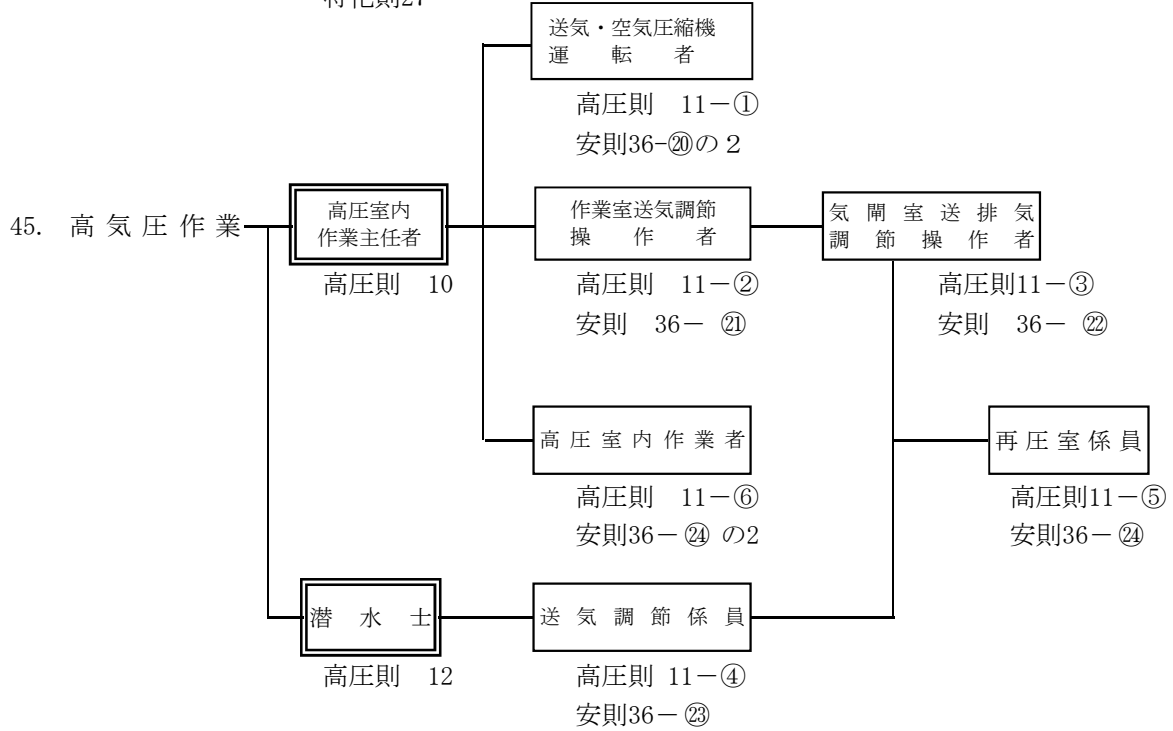 特化則27
送気・空気圧縮機
運転者
高圧則 11－①
安則36-⑳の２
45. 高気圧作業
高圧室内
作業主任者
高圧則 10
作業室送気調節
操作者
高圧則 11－②
安則 36－ ㉑
気閘室送排気
調節操作者
高圧則11－③
安則 36－ ㉒
高圧室内作業者
高圧則 11－⑥
安則36－㉔ の2
再圧室係員
高圧則11－⑤
安則36－㉔
潜水士
高圧則 12
送気調節係員
高圧則 11－④
安則36－㉓